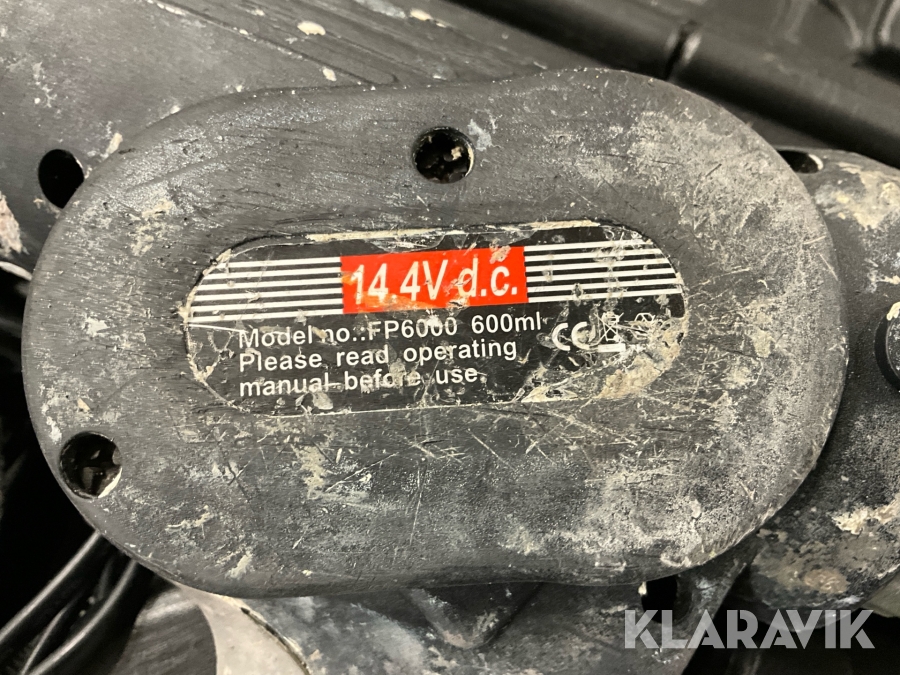 14.4V d.c.
Model no.:FP6000 600ml
CE
Please read operating
manual before use.
KLARAVIK